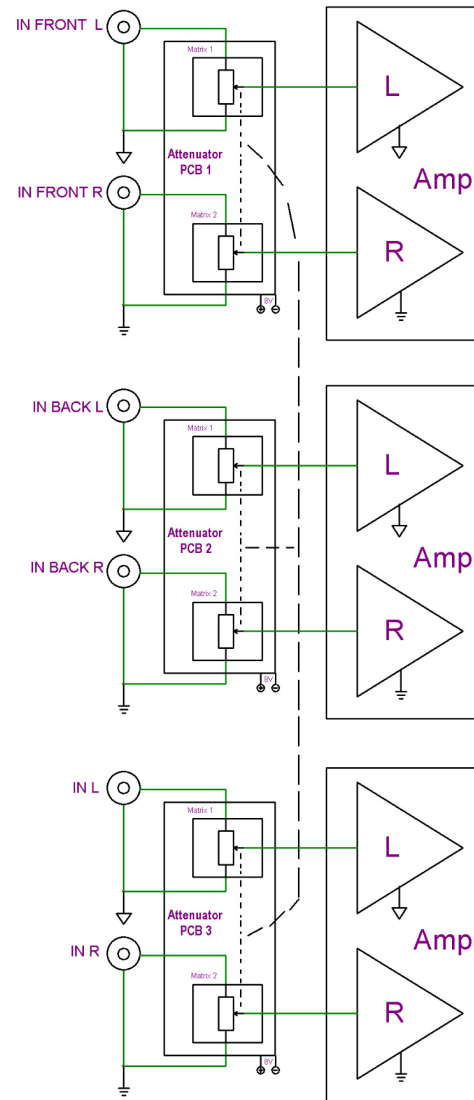 IN FRONT L
Matrix 1
L
Attenuator
PCB 1
Amp
IN FRONT R
Matrix 2
R
8V
IN BACK L
Matrix 1
L
Attenuator
PCB 2
Amp
IN BACK R
Matrix 2
R
8V
IN L
Matrix 1
L
Attenuator
PCB 3
Amp
IN R
Matrix 2
R
8V